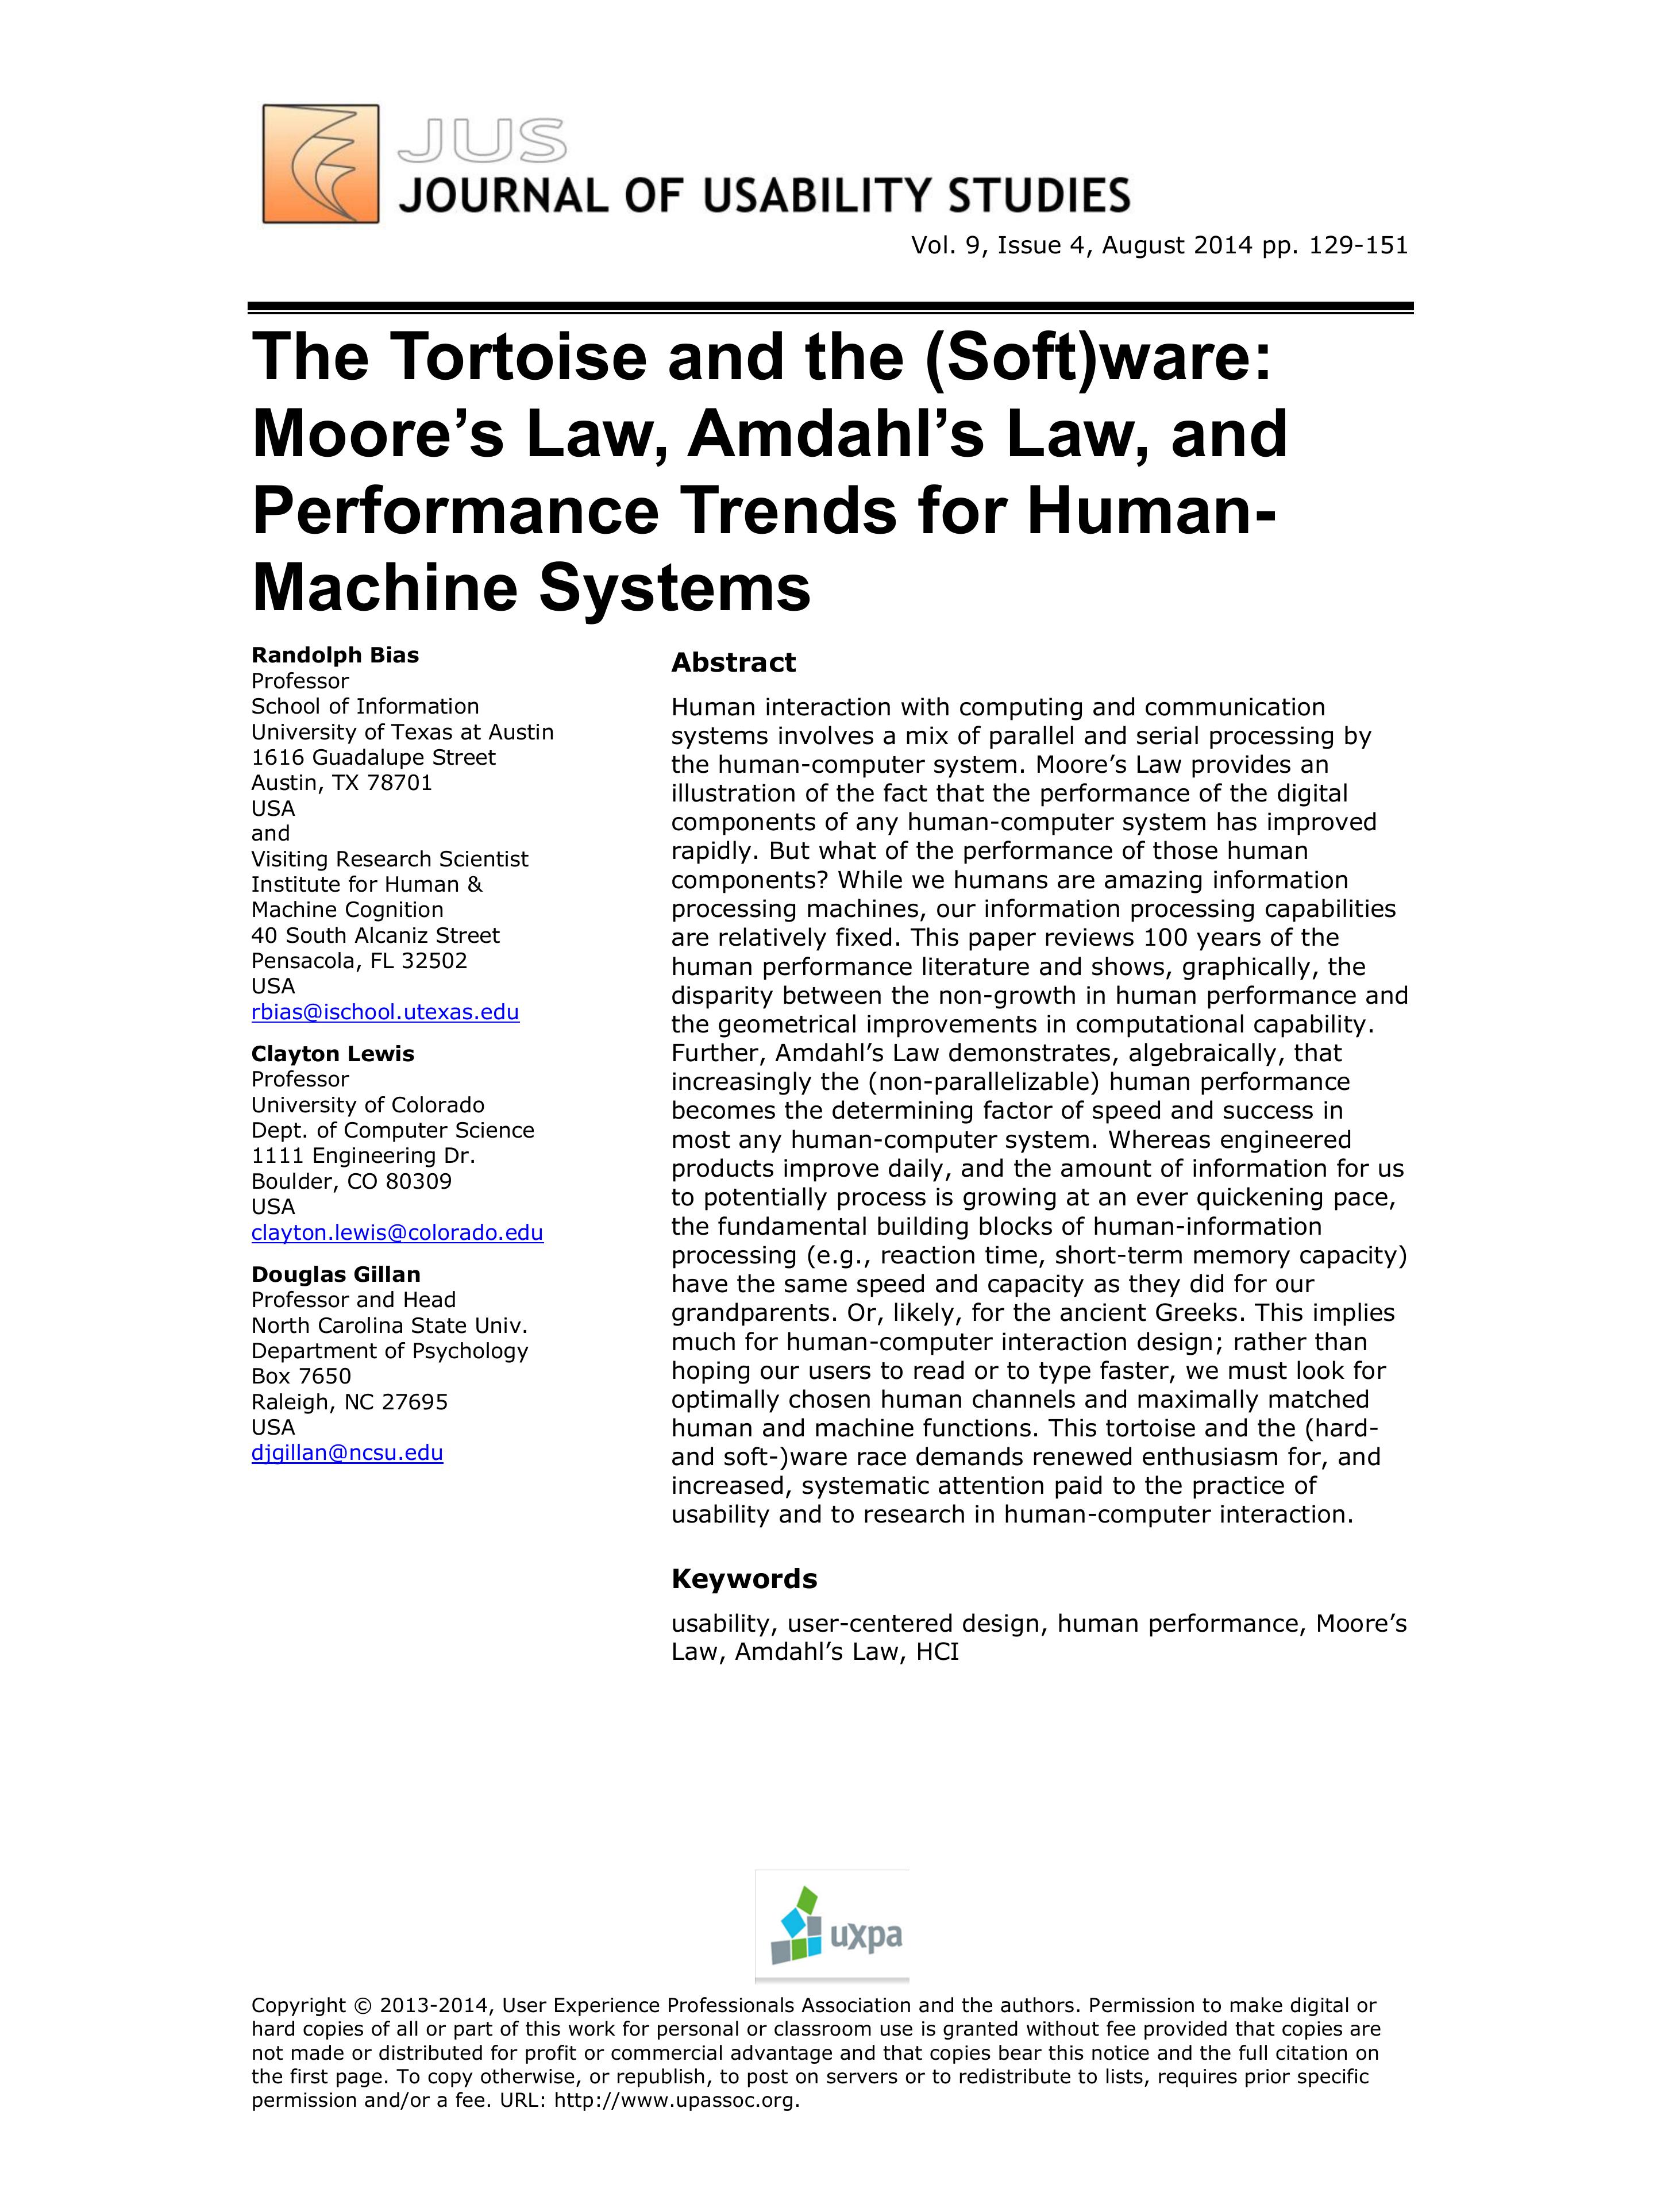 JUS
JOURNAL OF USABILITY STUDIES
Vol. 9, Issue 4, August 2014 pp. 129-151
The Tortoise and the (Soft)ware:
Moore’s Law, Amdahl’s Law, and
Performance Trends for Human-
Machine Systems
Randolph Bias
Professor
School of Information
University of Texas at Austin
1616 Guadalupe Street
Austin, TX 78701
USA
and
Visiting Research Scientist
Institute for Human &
Machine Cognition
40 South Alcaniz Street
Pensacola, FL 32502
USA
rbias@ischool.utexas.edu
Clayton Lewis
Professor
University of Colorado
Dept. of Computer Science
1111 Engineering Dr.
Boulder, CO 80309
USA
clayton.lewis@colorado.edu
Douglas Gillan
Professor and Head
North Carolina State Univ.
Department of Psychology
Box 7650
Raleigh, NC 27695
USA
djgillan@ncsu.edu
Abstract
Human interaction with computing and communication
systems involves a mix of parallel and serial processing by
the human-computer system. Moore’s Law provides an
illustration of the fact that the performance of the digital
components of any human-computer system has improved
rapidly. But what of the performance of those human
components? While we humans are amazing information
processing machines, our information processing capabilities
are relatively fixed. This paper reviews 100 years of the
human performance literature and shows, graphically, the
disparity between the non-growth in human performance and
the geometrical improvements in computational capability.
Further, Amdahl’s Law demonstrates, algebraically, that
increasingly the (non-parallelizable) human performance
becomes the determining factor of speed and success in
most any human-computer system. Whereas engineered
products improve daily, and the amount of information for us
to potentially process is growing at an ever quickening pace,
the fundamental building blocks of human-information
processing (e.g., reaction time, short-term memory capacity)
have the same speed and capacity as they did for our
grandparents. Or, likely, for the ancient Greeks. This implies
much for human-computer interaction design; rather than
hoping our users to read or to type faster, we must look for
optimally chosen human channels and maximally matched
human and machine functions. This tortoise and the (hard-
and soft-)ware race demands renewed enthusiasm for, and
increased, systematic attention paid to the practice of
usability and to research in human-computer interaction.
Keywords
usability, user-centered design, human performance, Moore’s
Law, Amdahl’s Law, HCI
uxpa
Copyright © 2013-2014, User Experience Professionals Association and the authors. Permission to make digital or
hard copies of all or part of this work for personal or classroom use is granted without fee provided that copies are
not made or distributed for profit or commercial advantage and that copies bear this notice and the full citation on
the first page. To copy otherwise, or republish, to post on servers or to redistribute to lists, requires prior specific
permission and/or a fee. URL: http://www.upassoc.org.